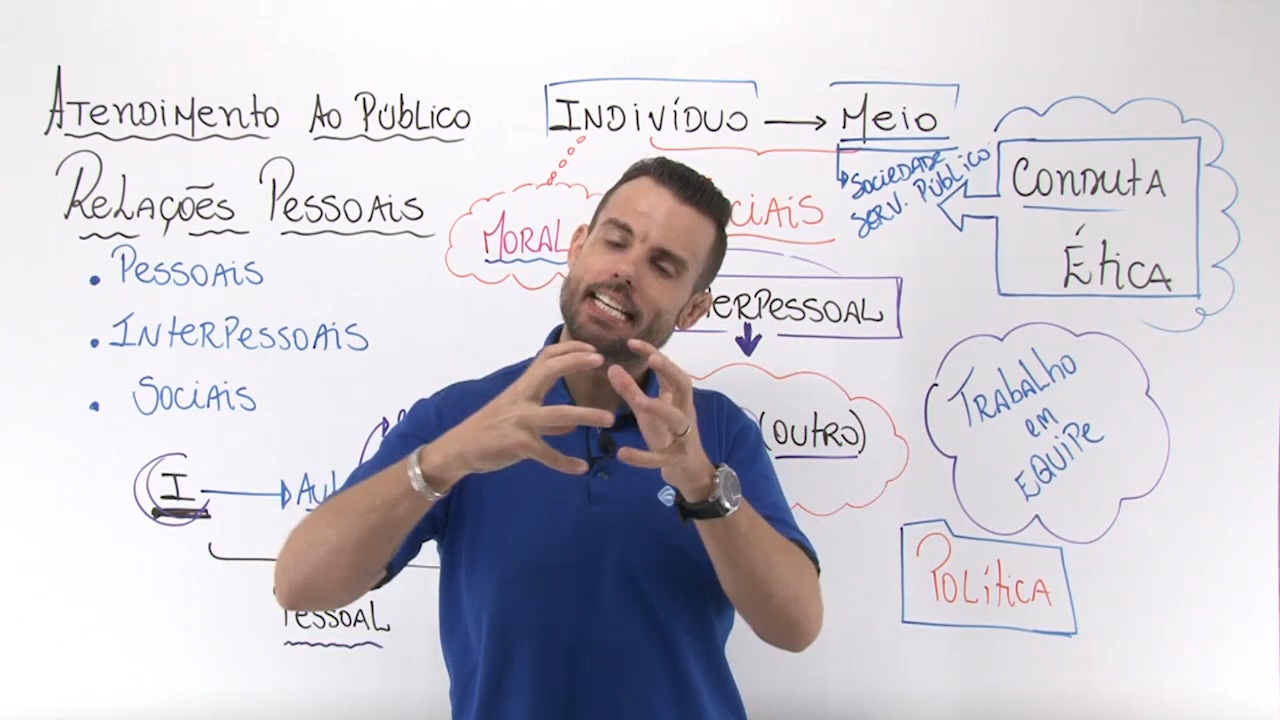 Atendimento Ao Público
Relações Pessoais
• Pessoais
• Interpessoais
• Sociais
I
Pessoal
Indivíduo → Meio
Moral
Sociedade
Serv. Público
Conduta
Ética
(outro)
Trabalho
em
Equipe
Política